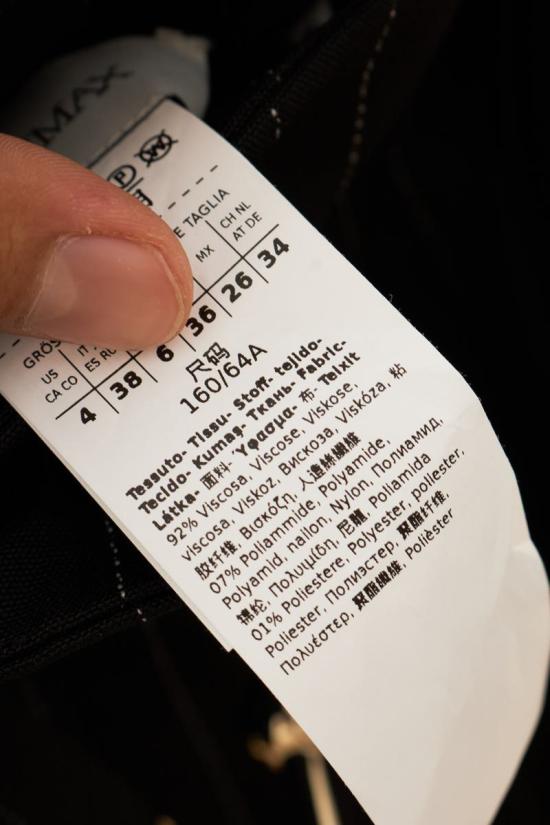 MAX
P W
E TAGLIA
GRÖS
US
CA CO
IT
ES RU
MX
CH NL
AT DE
4 38 6 36 26 34
尺码
160/64A
Tessuto- Tissu- Stoff- tejido-
Tecido- Kumaş- Ткань- Fabric-
Látka- 面料- Ύφασμα- 布- Teixit
92% Viscosa, Viscose, Viskose,
viscosa, Viskoz, Вискоза, Viskóza, 粘
胶纤维, Βισκόζη, 人造絲纖維
07% Poliammide, Polyamide,
Polyamid, nailon, Nylon, Полиамид,
锦纶, Πολυαμίδη, 尼龍, Poliamida
01% Poliestere, Polyester, poliester,
Poliester, Полиэстер, 聚酯纤维,
Πολυέστερ, 聚酯纖維, Polièster